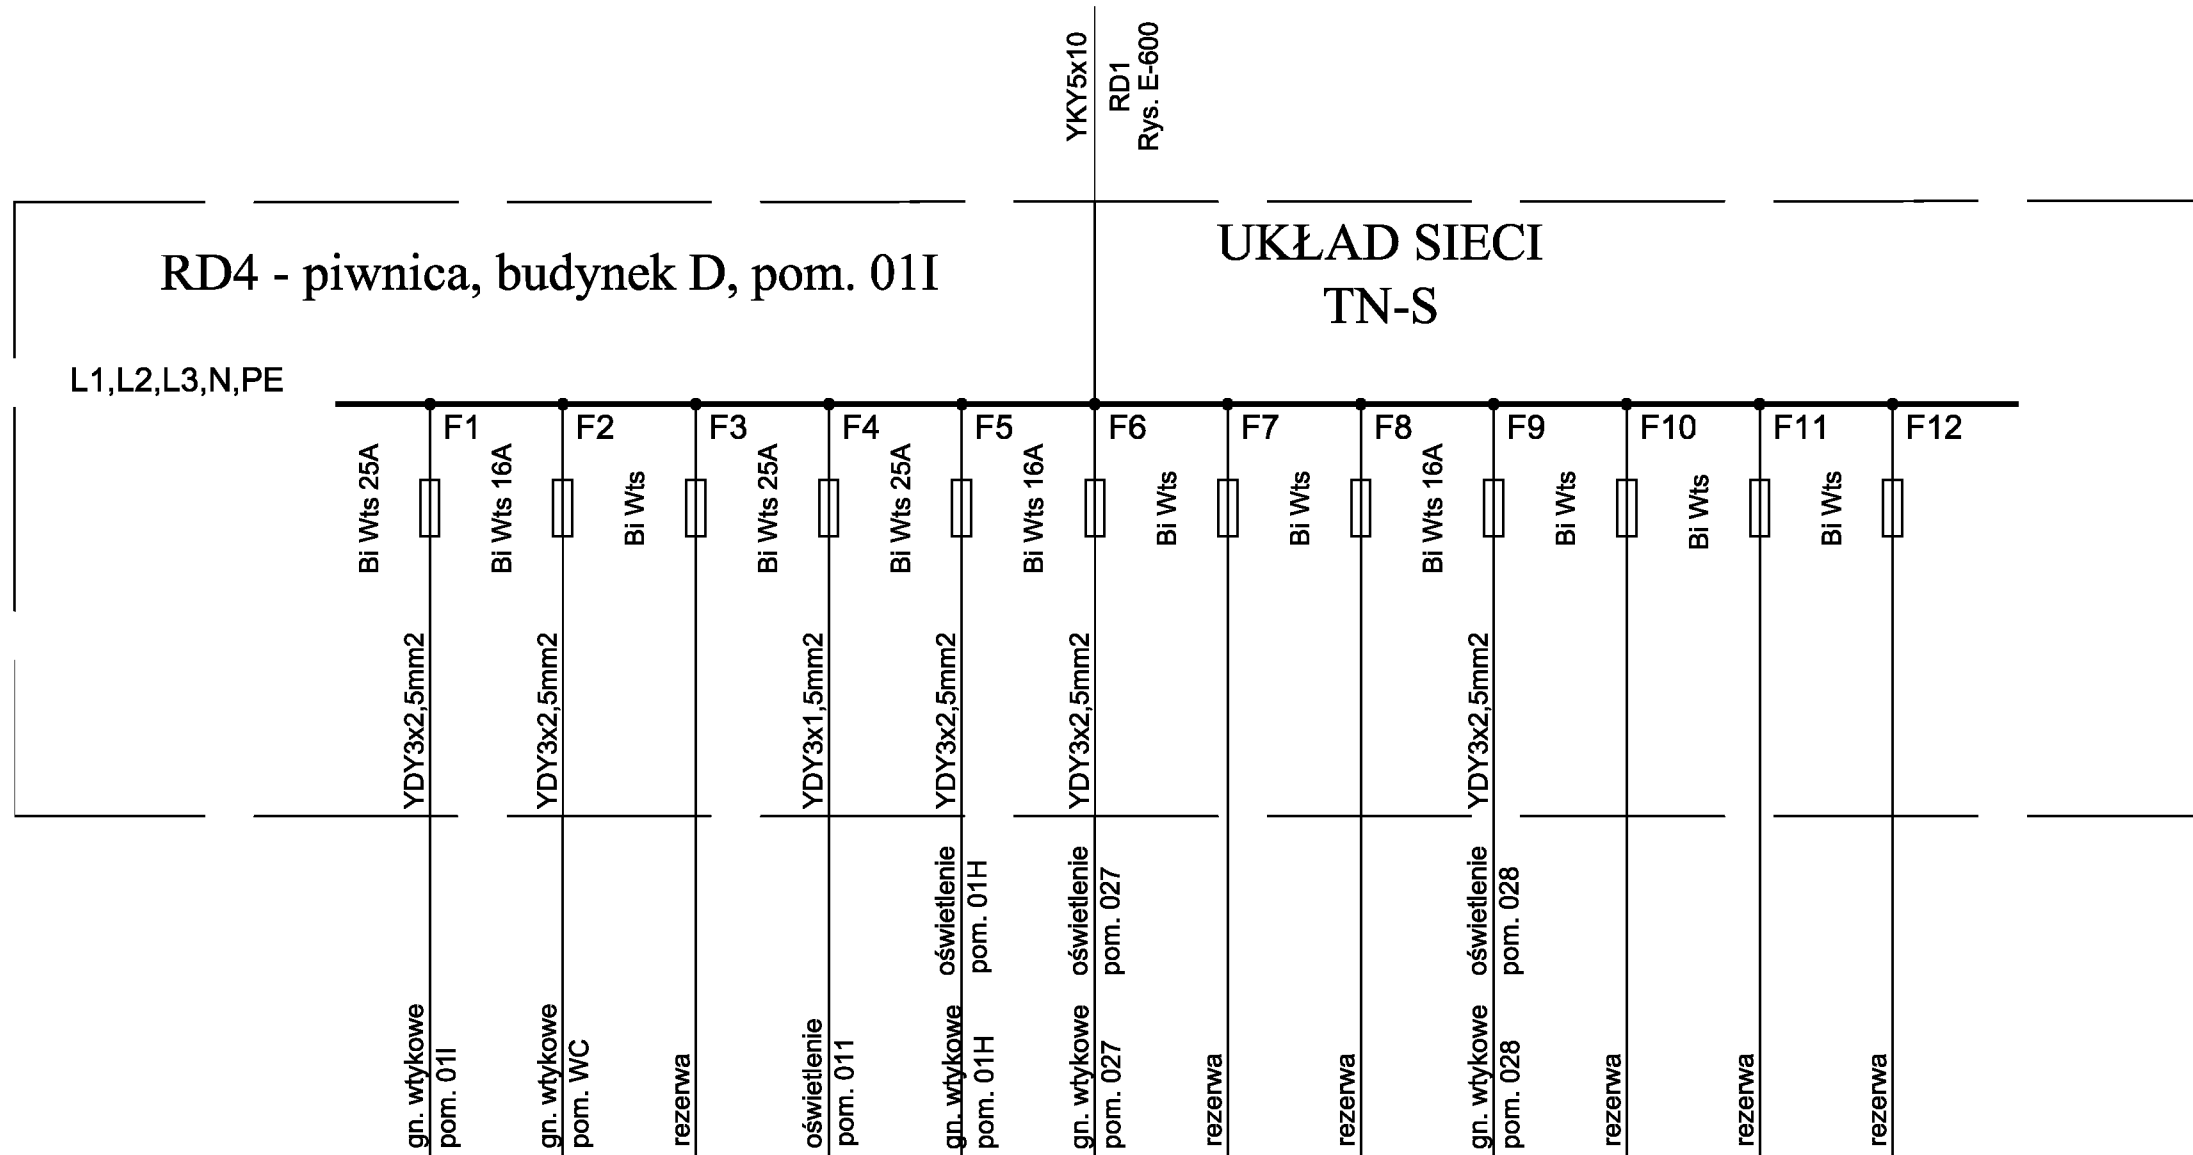 YKY5x10
RD1
Rys. E-600
RD4 - piwnica, budynek D, pom. 01I
UKŁAD SIECI
TN-S
L1,L2,L3,N,PE
F1
F2
F3
F4
F5
F6
F7
F8
F9
F10
F11
F12
Bi Wts 25A
Bi Wts 16A
Bi Wts
Bi Wts 25A
Bi Wts 25A
Bi Wts 16A
Bi Wts
Bi Wts
Bi Wts 16A
Bi Wts
Bi Wts
Bi Wts
YDY3x2,5mm2
YDY3x2,5mm2
YDY3x1,5mm2
YDY3x2,5mm2
YDY3x2,5mm2
YDY3x2,5mm2
gn. wtykowe
pom. 01I
gn. wtykowe
pom. WC
rezerwa
oświetlenie
pom. 011
gn. wtykowe oświetlenie
pom. 01H pom. 01H
gn. wtykowe oświetlenie
pom. 027 pom. 027
rezerwa
rezerwa
gn. wtykowe oświetlenie
pom. 028 pom. 028
rezerwa
rezerwa
rezerwa